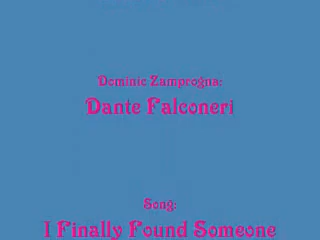 Dominic Zamprogna:
Dante Falconeri
Song:
I Finally Found Someone